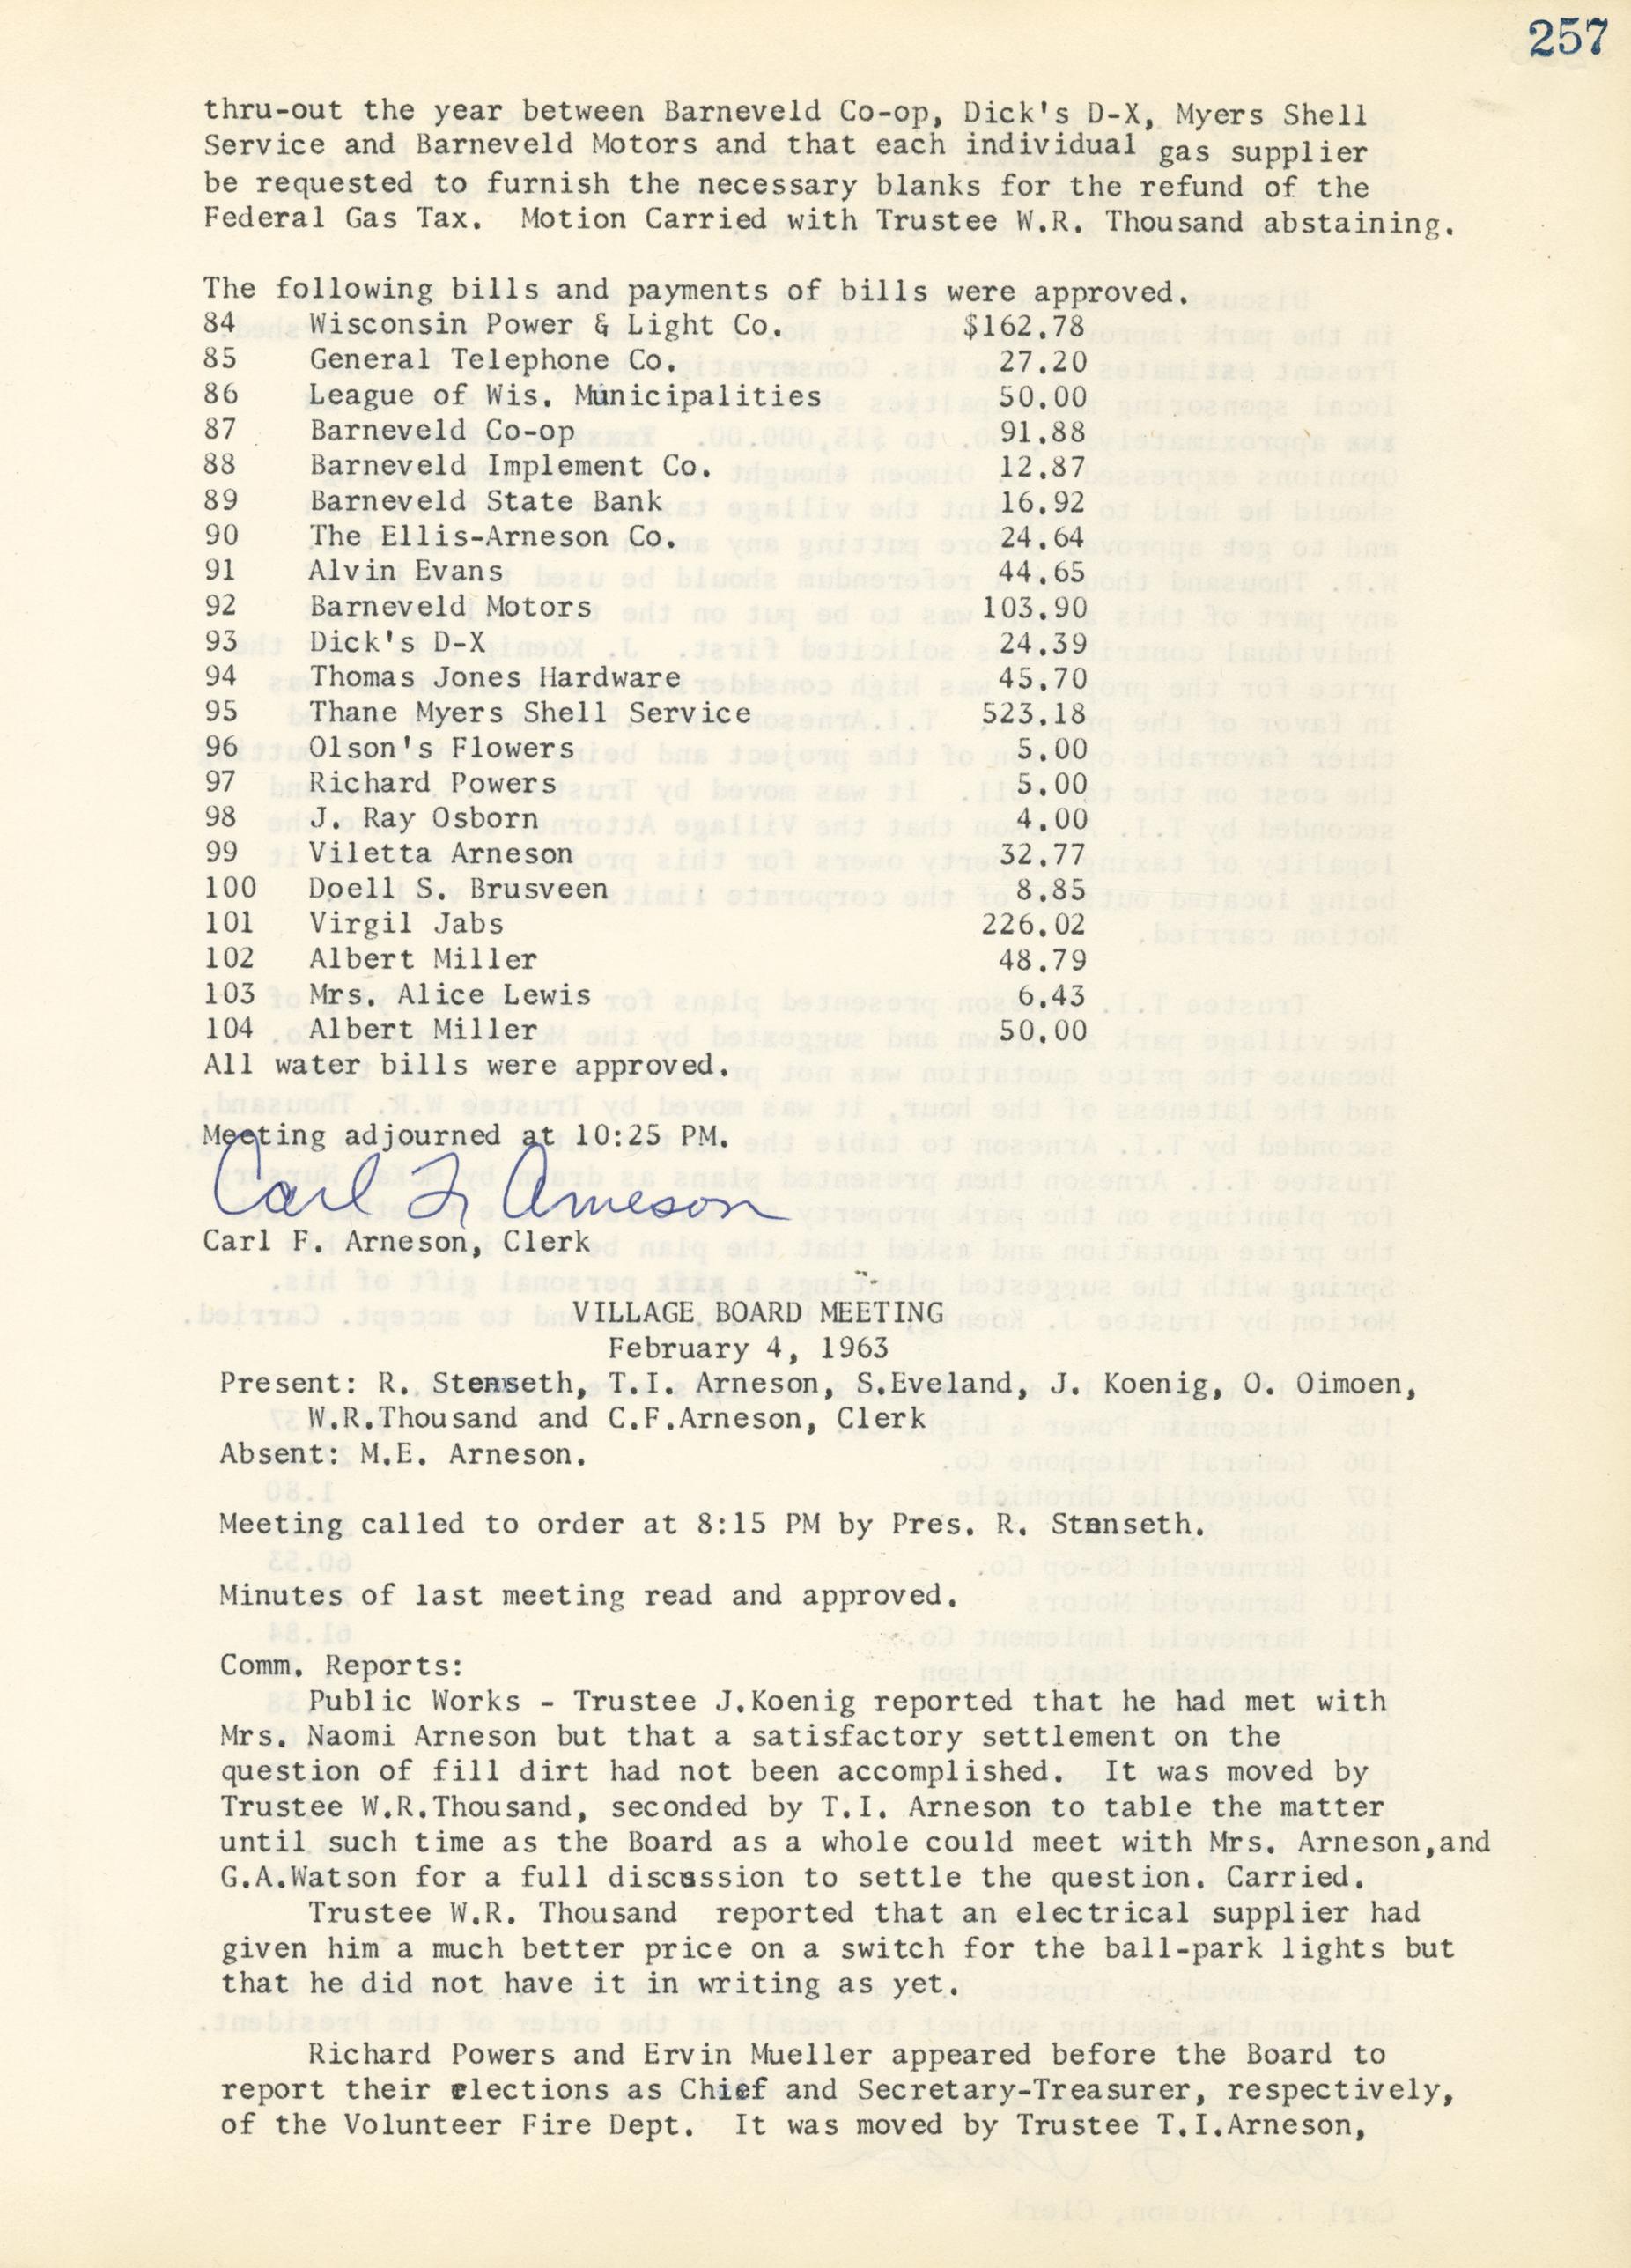 257
thru-out the year between Barneveld Co-op, Dick's D-X, Myers Shell
Service and Barneveld Motors and that each individual gas supplier
be requested to furnish the necessary blanks for the refund of the
Federal Gas Tax. Motion Carried with Trustee W.R. Thousand abstaining.
The following bills and payments of bills were approved.
84 Wisconsin Power & Light Co. $162.78
85 General Telephone Co. 27.20
86 League of Wis. Municipalities 50.00
87 Barneveld Co-op 91.88
88 Barneveld Implement Co. 12.87
89 Barneveld State Bank 16.92
90 The Ellis-Arneson Co. 24.64
91 Alvin Evans 44.65
92 Barneveld Motors 103.90
93 Dick's D-X 24.39
94 Thomas Jones Hardware 45.70
95 Thane Myers Shell Service 523.18
96 Olson's Flowers 5.00
97 Richard Powers 5.00
98 J. Ray Osborn 4.00
99 Viletta Arneson 32.77
100 Doell S. Brusveen 8.85
101 Virgil Jabs 226.02
102 Albert Miller 48.79
103 Mrs. Alice Lewis 6.43
104 Albert Miller 50.00
All water bills were approved.
Meeting adjourned at 10:25 PM.
Carl F. Arneson
Carl F. Arneson, Clerk
VILLAGE BOARD MEETING
February 4, 1963
Present: R. Stenseth, T.I. Arneson, S.Eveland, J. Koenig, O. Oimoen,
W.R.Thousand and C.F.Arneson, Clerk
Absent: M.E. Arneson.
Meeting called to order at 8:15 PM by Pres. R. Stenseth.
Minutes of last meeting read and approved.
Comm. Reports:
Public Works - Trustee J.Koenig reported that he had met with
Mrs. Naomi Arneson but that a satisfactory settlement on the
question of fill dirt had not been accomplished. It was moved by
Trustee W.R.Thousand, seconded by T.I. Arneson to table the matter
until such time as the Board as a whole could meet with Mrs. Arneson,and
G.A.Watson for a full discussion to settle the question. Carried.
Trustee W.R. Thousand reported that an electrical supplier had
given him a much better price on a switch for the ball-park lights but
that he did not have it in writing as yet.
Richard Powers and Ervin Mueller appeared before the Board to
report their elections as Chief and Secretary-Treasurer, respectively,
of the Volunteer Fire Dept. It was moved by Trustee T.I.Arneson,